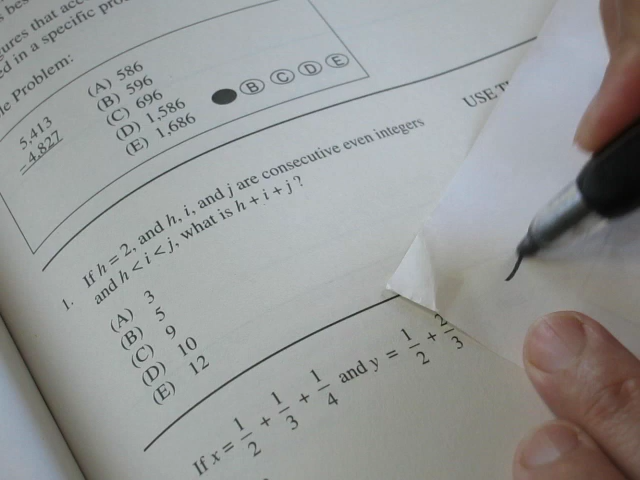 s bes
gures that acc
ed in a specific pro
le Problem:
5,413
-4,827
(A) 586
(B) 596
(C) 696
(D) 1,586
(E) 1,686
B C D E
USE T
1. If h = 2, and h, i, and j are consecutive even integers
and h < i < j, what is h + i + j ?
(A) 3
(B) 5
(C) 9
(D) 10
(E) 12
If x = 1/2 + 1/3 + 1/4 and y = 1/2 + 2/3